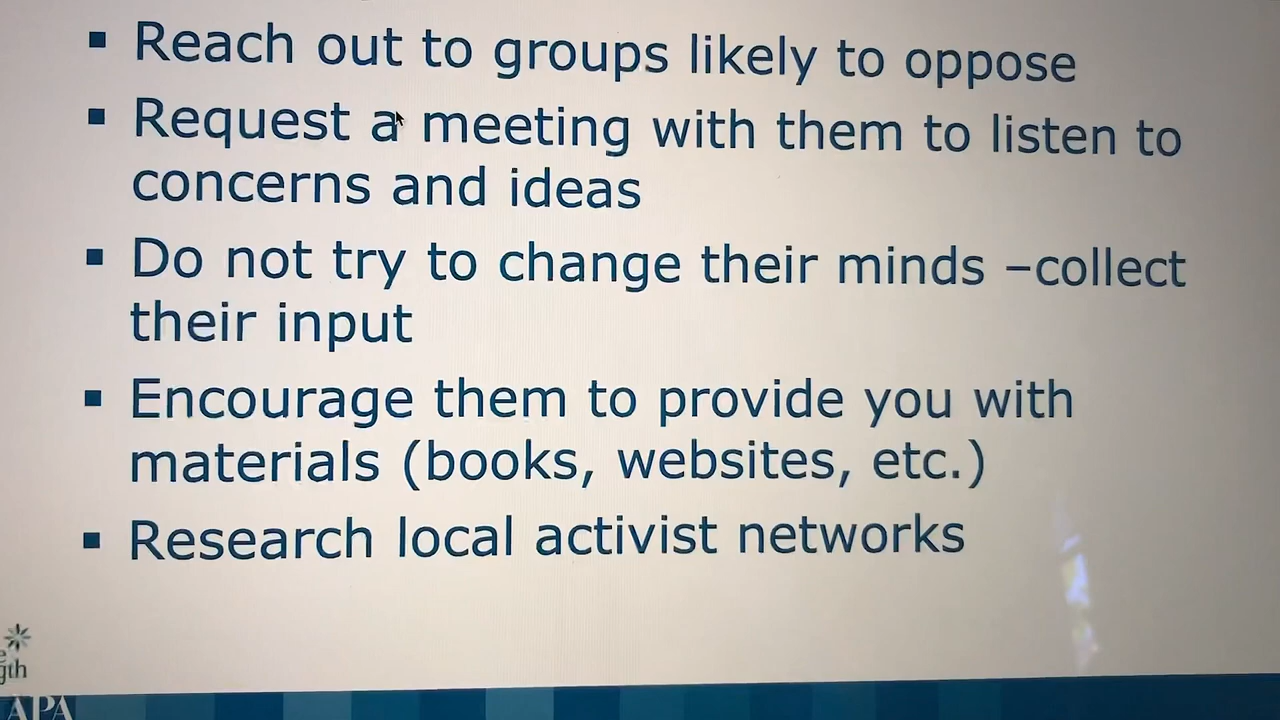 ▪ Reach out to groups likely to oppose
▪ Request a meeting with them to listen to
concerns and ideas
▪ Do not try to change their minds –collect
their input
▪ Encourage them to provide you with
materials (books, websites, etc.)
▪ Research local activist networks
APA